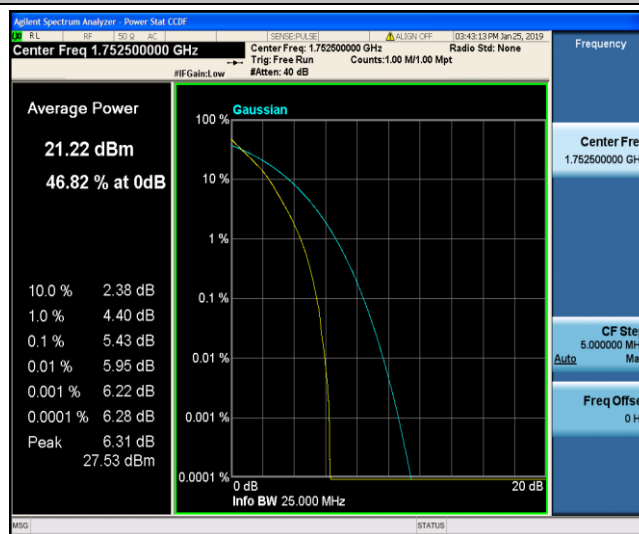 Agilent Spectrum Analyzer - Power Stat CCDF
RL RF 50 Ω AC SENSE:PULSE ALIGN OFF 03:43:13 PM Jan 25, 2019
Center Freq 1.752500000 GHz
Center Freq: 1.752500000 GHz Radio Std: None
Trig: Free Run Counts:1.00 M/1.00 Mpt
#IFGain:Low #Atten: 40 dB
Frequency
Average Power
21.22 dBm
46.82 % at 0dB
10.0 % 2.38 dB
1.0 % 4.40 dB
0.1 % 5.43 dB
0.01 % 5.95 dB
0.001 % 6.22 dB
0.0001 % 6.28 dB
Peak 6.31 dB
27.53 dBm
Gaussian
100 %
10 %
1 %
0.1 %
0.01 %
0.001 %
0.0001 %
0 dB 20 dB
Info BW 25.000 MHz
Center Fre
1.752500000 GH
CF Ste
5.000000 MH
Auto Ma
Freq Offse
0 H
MSG STATUS